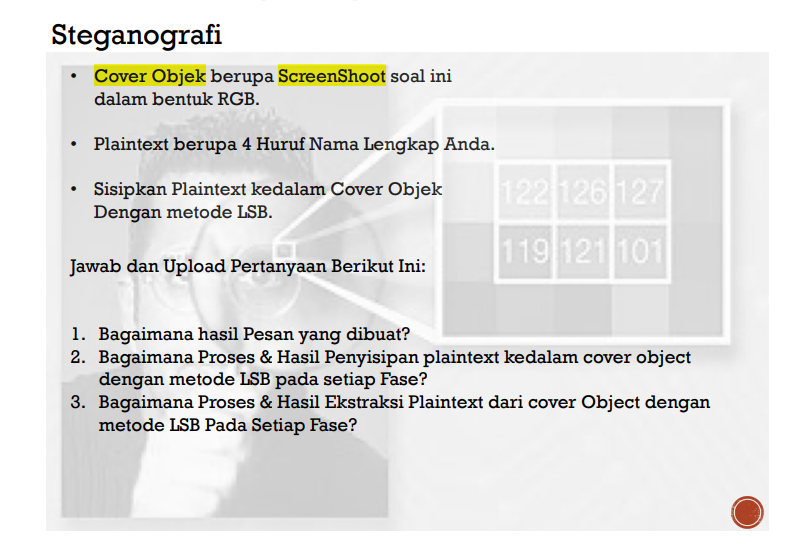 Steganografi
• Cover Objek berupa ScreenShoot soal ini
dalam bentuk RGB.
• Plaintext berupa 4 Huruf Nama Lengkap Anda.
• Sisipkan Plaintext kedalam Cover Objek
Dengan metode LSB.
122 126 127
119 121 101
Jawab dan Upload Pertanyaan Berikut Ini:
1. Bagaimana hasil Pesan yang dibuat?
2. Bagaimana Proses & Hasil Penyisipan plaintext kedalam cover object
dengan metode LSB pada setiap Fase?
3. Bagaimana Proses & Hasil Ekstraksi Plaintext dari cover Object dengan
metode LSB Pada Setiap Fase?